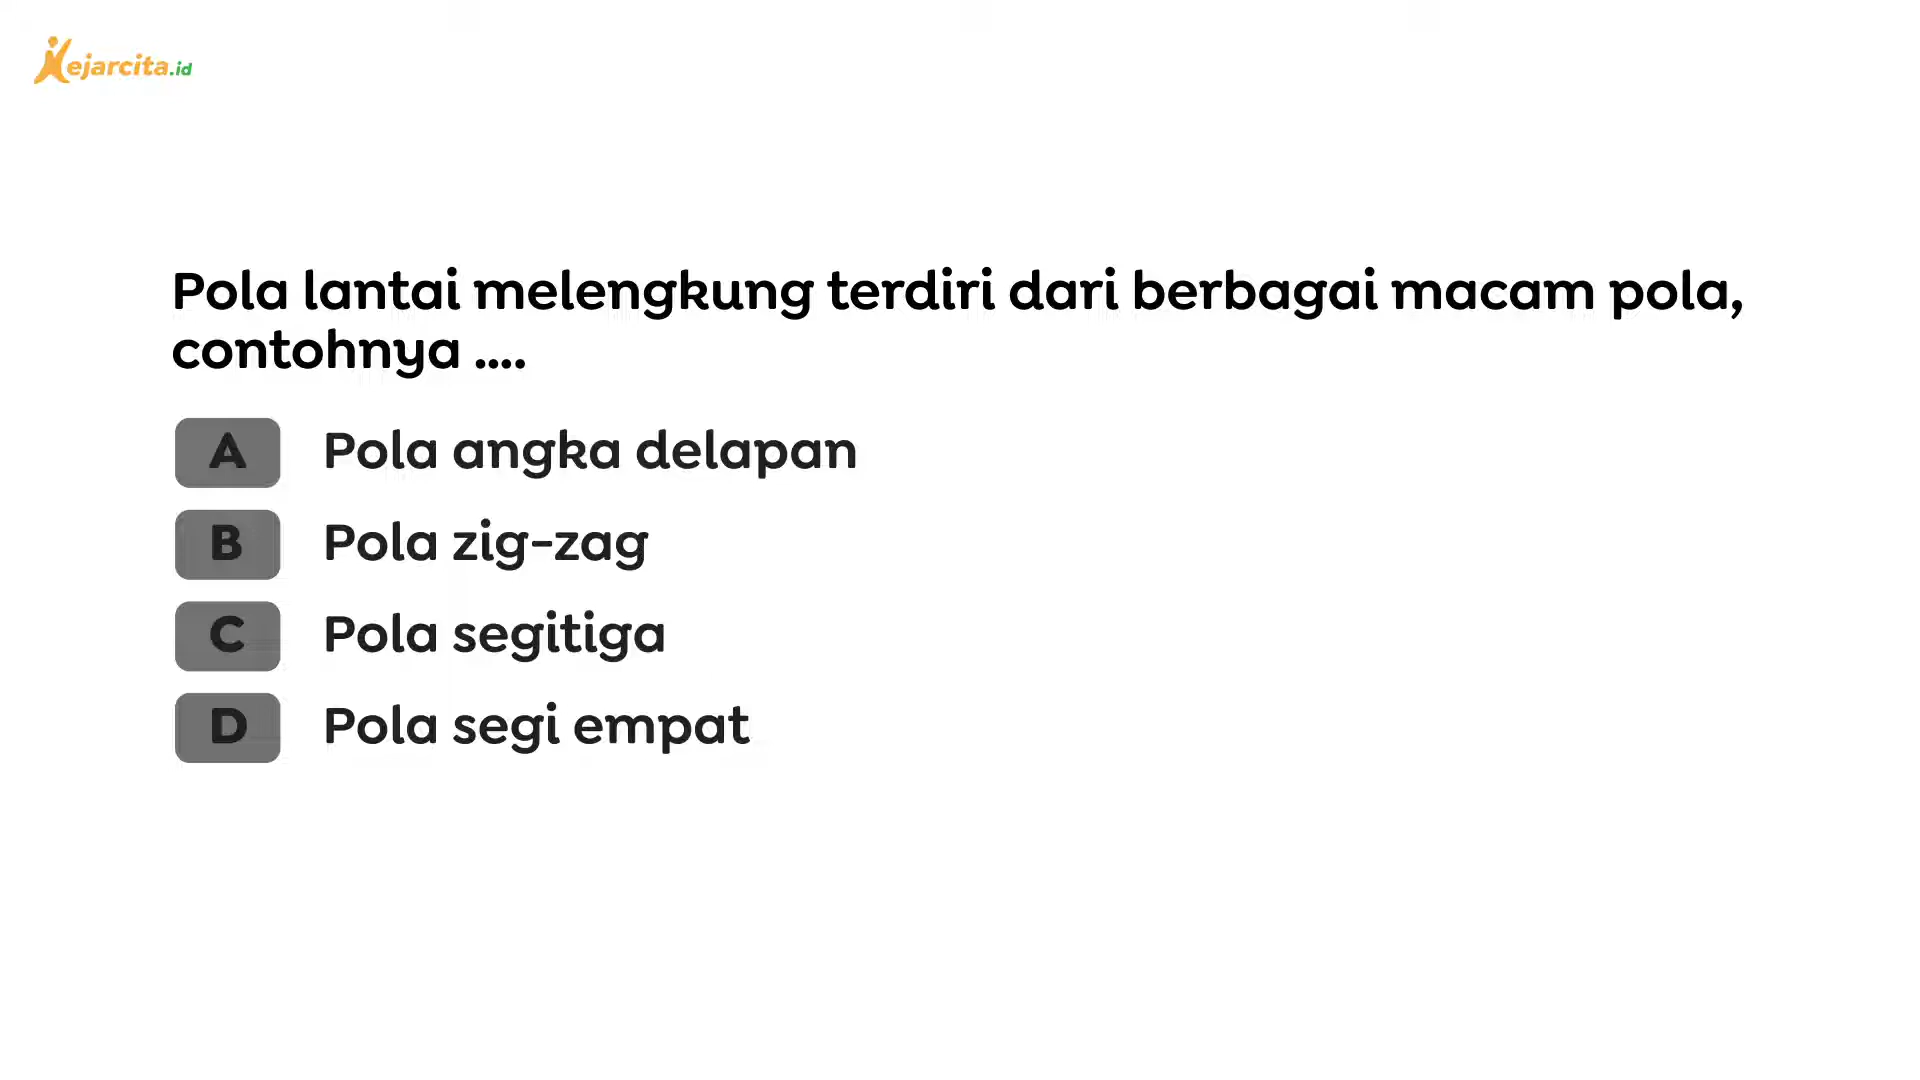 Kejarcita.id
Pola lantai melengkung terdiri dari berbagai macam pola,
contohnya ....
A Pola angka delapan
B Pola zig-zag
C Pola segitiga
D Pola segi empat